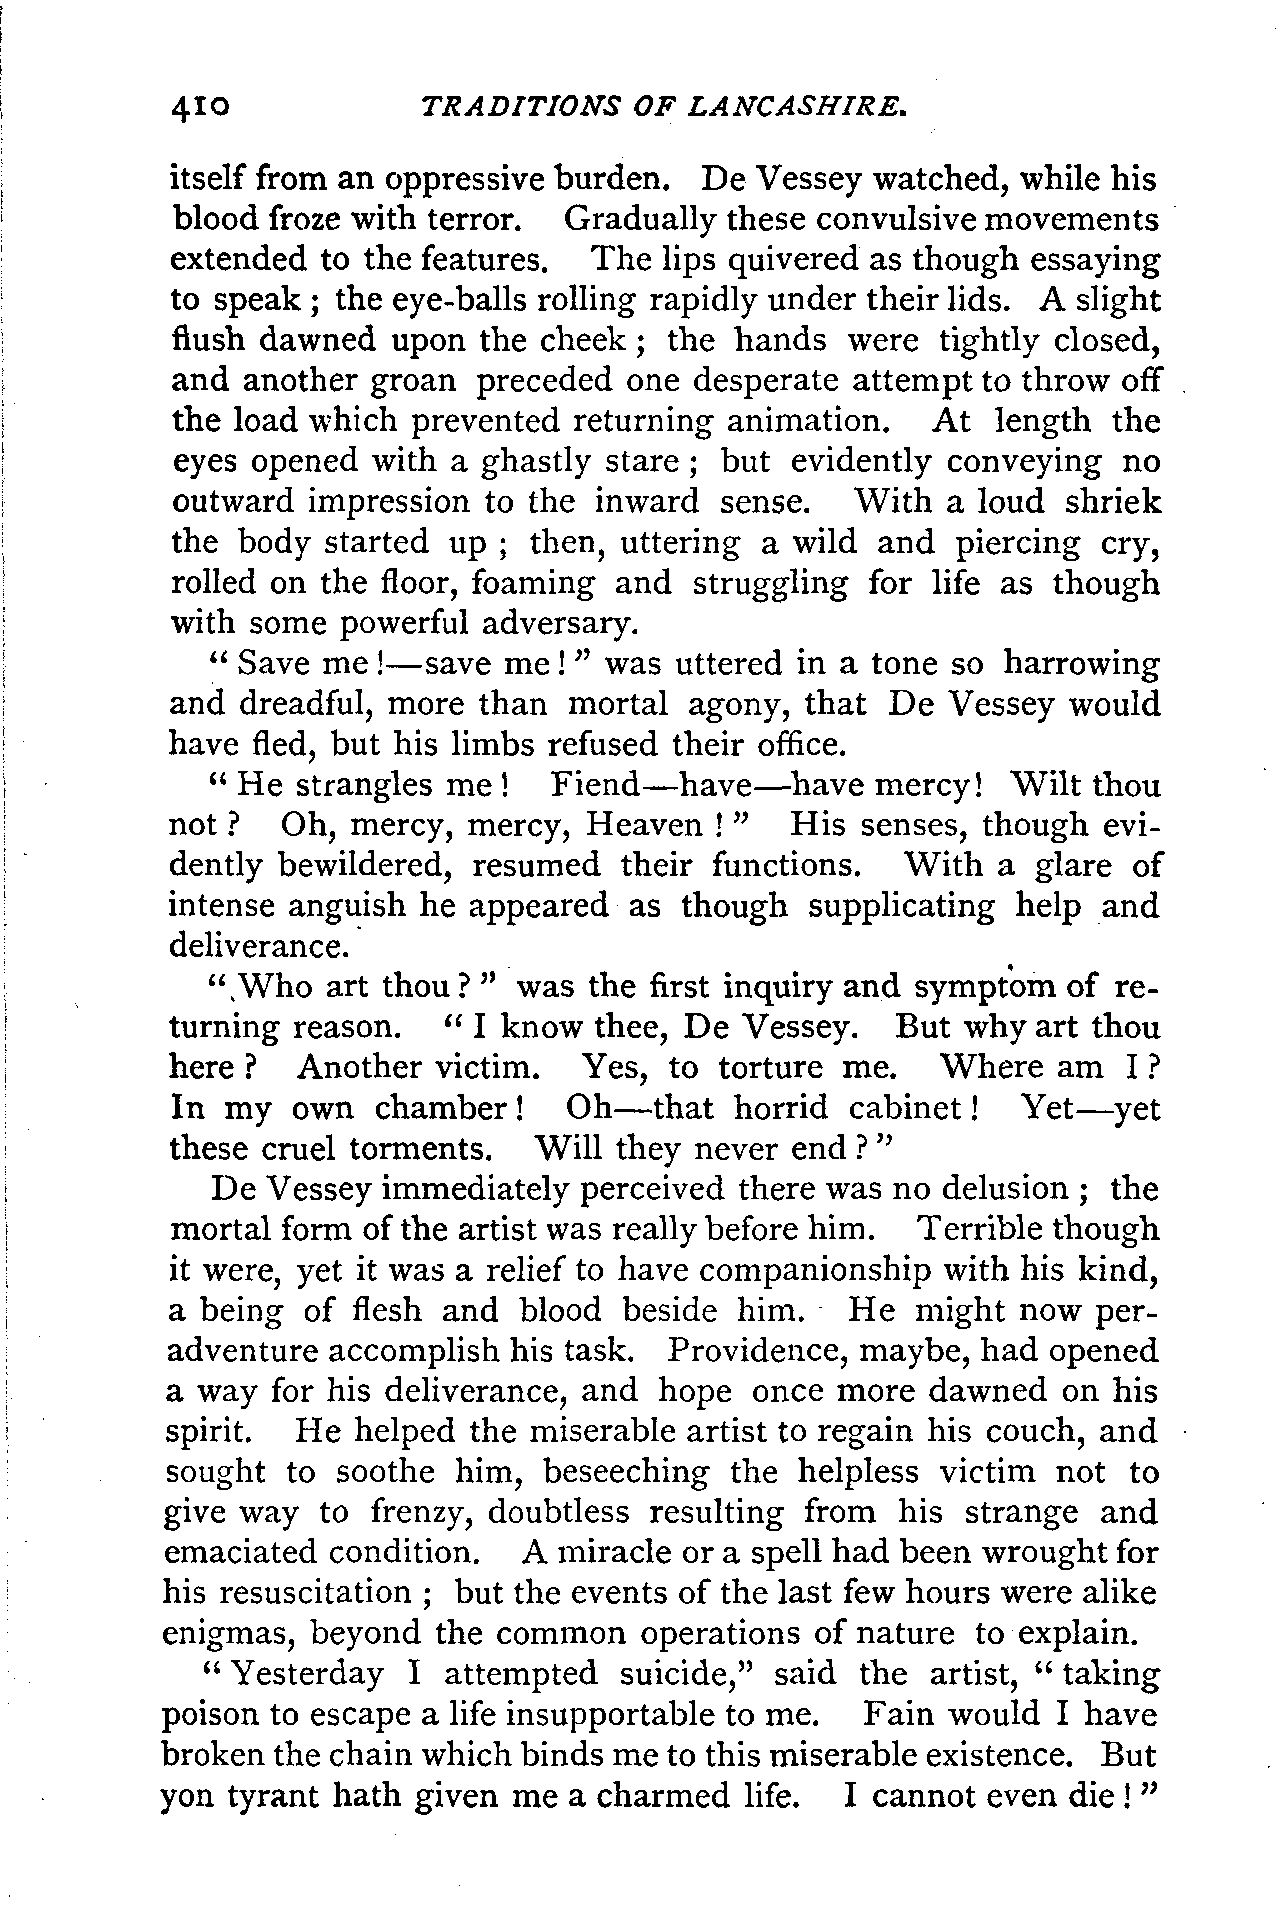 410 TRADITIONS OF LANCASHIRE.
itself from an oppressive burden. De Vessey watched, while his
blood froze with terror. Gradually these convulsive movements
extended to the features. The lips quivered as though essaying
to speak ; the eye-balls rolling rapidly under their lids. A slight
flush dawned upon the cheek ; the hands were tightly closed,
and another groan preceded one desperate attempt to throw off
the load which prevented returning animation. At length the
eyes opened with a ghastly stare ; but evidently conveying no
outward impression to the inward sense. With a loud shriek
the body started up ; then, uttering a wild and piercing cry,
rolled on the floor, foaming and struggling for life as though
with some powerful adversary.
“ Save me !—save me ! ” was uttered in a tone so harrowing
and dreadful, more than mortal agony, that De Vessey would
have fled, but his limbs refused their office.
“ He strangles me ! Fiend—have—have mercy! Wilt thou
not ? Oh, mercy, mercy, Heaven ! ” His senses, though evi-
dently bewildered, resumed their functions. With a glare of
intense anguish he appeared as though supplicating help and
deliverance.
“ Who art thou ? ” was the first inquiry and symptom of re-
turning reason. “ I know thee, De Vessey. But why art thou
here ? Another victim. Yes, to torture me. Where am I ?
In my own chamber ! Oh—that horrid cabinet ! Yet—yet
these cruel torments. Will they never end ? ”
De Vessey immediately perceived there was no delusion ; the
mortal form of the artist was really before him. Terrible though
it were, yet it was a relief to have companionship with his kind,
a being of flesh and blood beside him. He might now per-
adventure accomplish his task. Providence, maybe, had opened
a way for his deliverance, and hope once more dawned on his
spirit. He helped the miserable artist to regain his couch, and
sought to soothe him, beseeching the helpless victim not to
give way to frenzy, doubtless resulting from his strange and
emaciated condition. A miracle or a spell had been wrought for
his resuscitation ; but the events of the last few hours were alike
enigmas, beyond the common operations of nature to explain.
“ Yesterday I attempted suicide,” said the artist, “ taking
poison to escape a life insupportable to me. Fain would I have
broken the chain which binds me to this miserable existence. But
yon tyrant hath given me a charmed life. I cannot even die ! ”